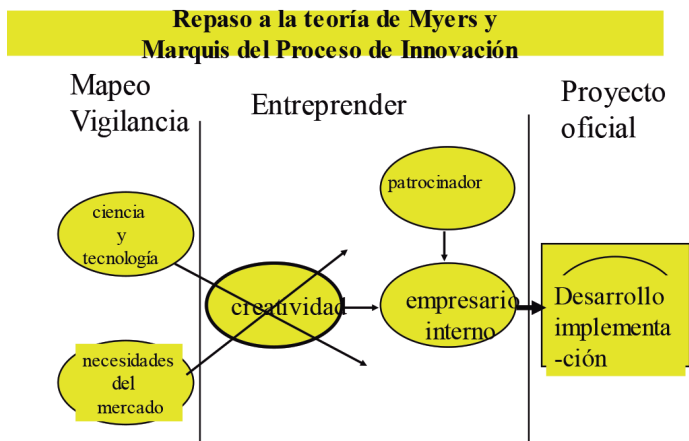 Repaso a la teoría de Myers y
Marquis del Proceso de Innovación
Mapeo
Vigilancia
Entreprender
Proyecto
oficial
patrocinador
ciencia
y
tecnología
creatividad
empresario
interno
Desarrollo
implementa
-ción
necesidades
del
mercado